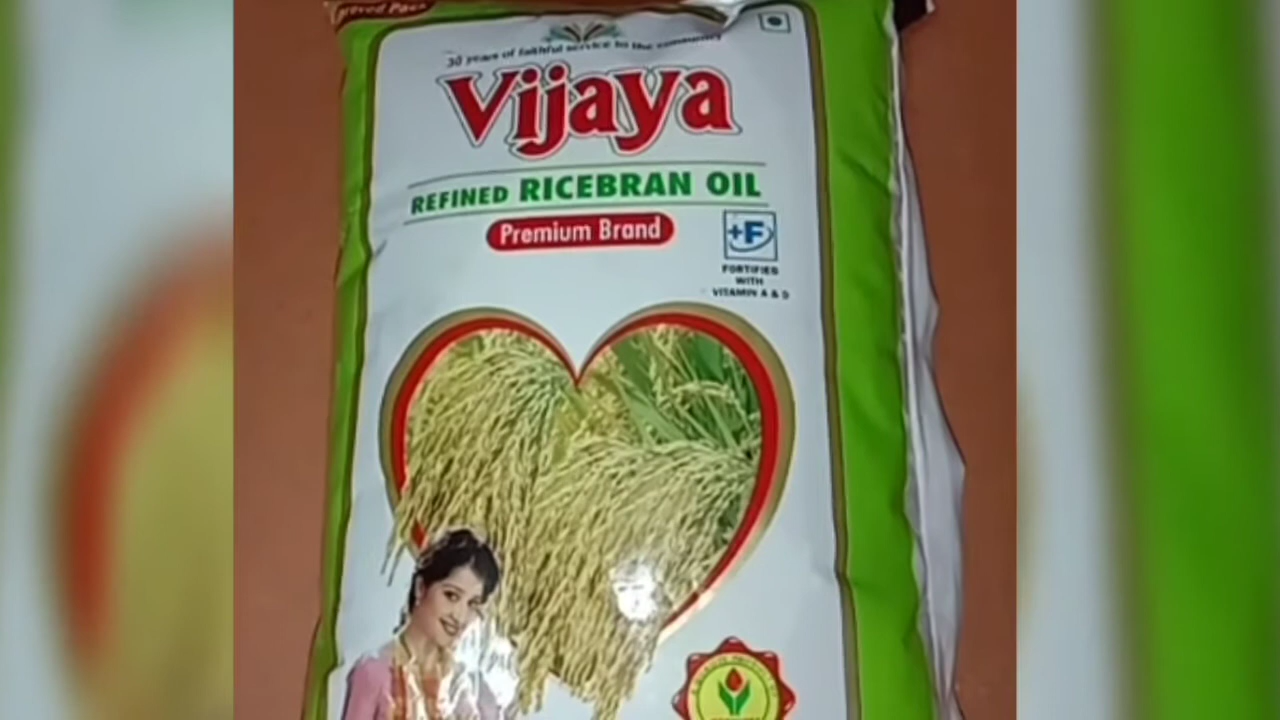 30 years of faithful service to the community
Vijaya
REFINED RICEBRAN OIL
Premium Brand
+F
FORTIFIED
WITH
VITAMIN A & D